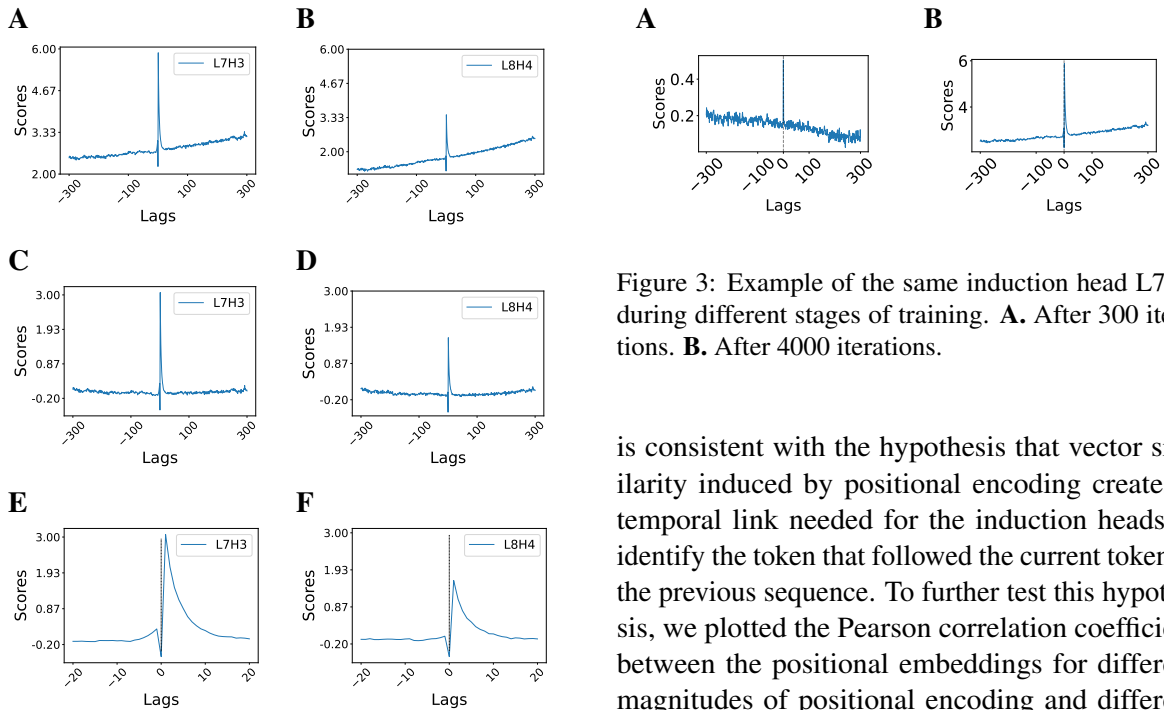 A
B
6.00
4.67
3.33
2.00
Scores
L7H3
−300
−100
100
300
Lags
6.00
4.67
3.33
2.00
Scores
L8H4
−300
−100
100
300
Lags
C
D
3.00
1.93
0.87
-0.20
Scores
L7H3
−300
−100
100
300
Lags
3.00
1.93
0.87
-0.20
Scores
L8H4
−300
−100
100
300
Lags
E
F
3.00
1.93
0.87
-0.20
Scores
L7H3
−20
−10
0
10
20
Lags
3.00
1.93
0.87
-0.20
Scores
L8H4
−20
−10
0
10
20
Lags
A
B
0.4
0.2
Scores
−300
−100
0
100
300
Lags
6
4
Scores
−300
−100
0
100
300
Lags
Figure 3: Example of the same induction head L7
during different stages of training. A. After 300 ite
tions. B. After 4000 iterations.
is consistent with the hypothesis that vector si
ilarity induced by positional encoding create
temporal link needed for the induction heads
identify the token that followed the current token
the previous sequence. To further test this hypot
sis, we plotted the Pearson correlation coefficie
between the positional embeddings for differe
magnitudes of positional encoding and differe